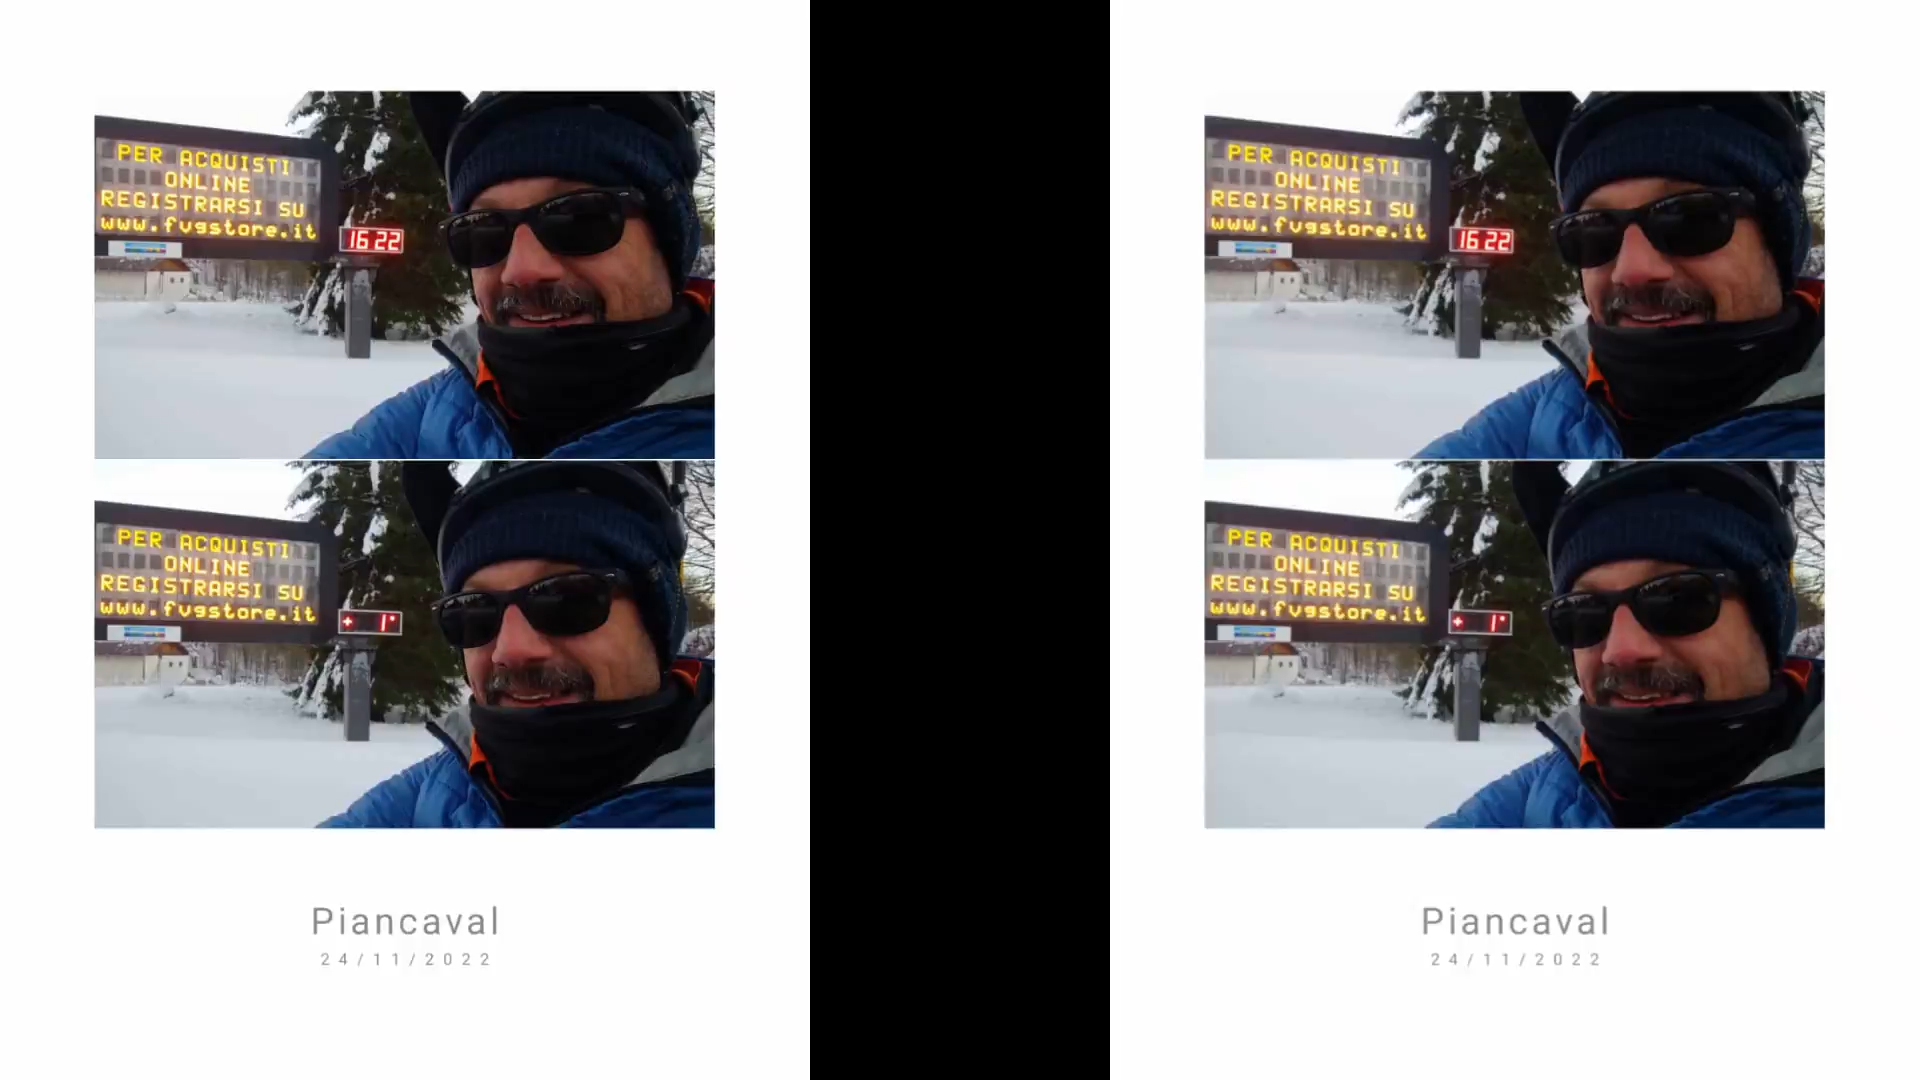 PER ACQUISTI
ONLINE
REGISTRARSI SU
www.fvgstore.it
16 22
PER ACQUISTI
ONLINE
REGISTRARSI SU
www.fvgstore.it
+ 1°
Piancaval
24/11/2022
PER ACQUISTI
ONLINE
REGISTRARSI SU
www.fvgstore.it
16 22
PER ACQUISTI
ONLINE
REGISTRARSI SU
www.fvgstore.it
+ 1°
Piancaval
24/11/2022